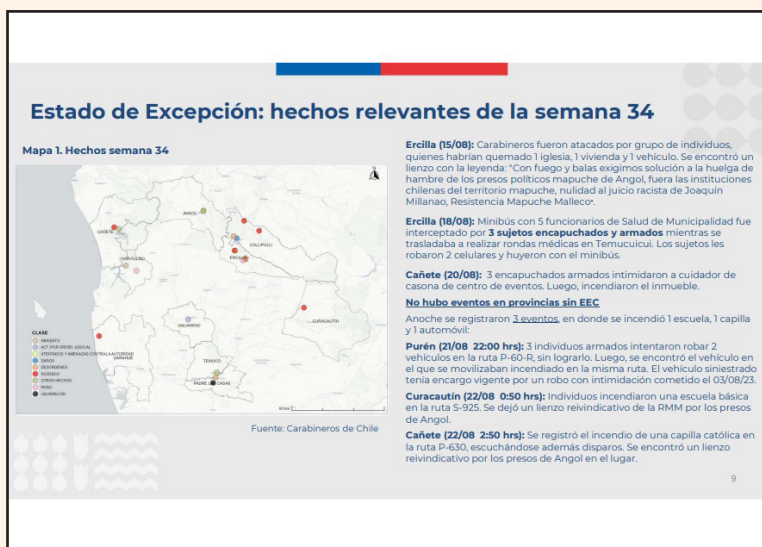 Estado de Excepción: hechos relevantes de la semana 34
Mapa 1. Hechos semana 34
CAÑETE
ANGOL
COLLIPULLI
ERCILLA
CONTULMO
GALVARINO
CURACAUTÍN
TEMUCO
PADRE LAS CASAS
CARAHUE
CLASE
ABIGEATO
ACT. POR ORDEN JUDICIAL
ATENTADOS Y AMENAZAS CONTRA LA AUTORIDAD
DAÑOS
DESÓRDENES
INCENDIO
OTROS HECHOS
ROBO
USURPACIÓN
Fuente: Carabineros de Chile
Ercilla (15/08): Carabineros fueron atacados por grupo de individuos,
quienes habrían quemado 1 iglesia, 1 vivienda y 1 vehículo. Se encontró un
lienzo con la leyenda: "Con fuego y balas exigimos solución a la huelga de
hambre de los presos políticos mapuche de Angol, fuera las instituciones
chilenas del territorio mapuche, nulidad al juicio racista de Joaquín
Millanao, Resistencia Mapuche Malleco".
Ercilla (18/08): Minibús con 5 funcionarios de Salud de Municipalidad fue
interceptado por 3 sujetos encapuchados y armados mientras se
trasladaba a realizar rondas médicas en Temucuicui. Los sujetos les
robaron 2 celulares y huyeron con el minibús.
Cañete (20/08): 3 encapuchados armados intimidaron a cuidador de
casona de centro de eventos. Luego, incendiaron el inmueble.
No hubo eventos en provincias sin EEC
Anoche se registraron 3 eventos, en donde se incendió 1 escuela, 1 capilla
y 1 automóvil:
Purén (21/08 22:00 hrs): 3 individuos armados intentaron robar 2
vehículos en la ruta P-60-R, sin lograrlo. Luego, se encontró el vehículo en
el que se movilizaban incendiado en la misma ruta. El vehículo siniestrado
tenía encargo vigente por un robo con intimidación cometido el 03/08/23.
Curacautín (22/08 0:50 hrs): Individuos incendiaron una escuela básica
en la ruta S-925. Se dejó un lienzo reivindicativo de la RMM por los presos
de Angol.
Cañete (22/08 2:50 hrs): Se registró el incendio de una capilla católica en
la ruta P-630, escuchándose además disparos. Se encontró un lienzo
reivindicativo por los presos de Angol en el lugar.
9